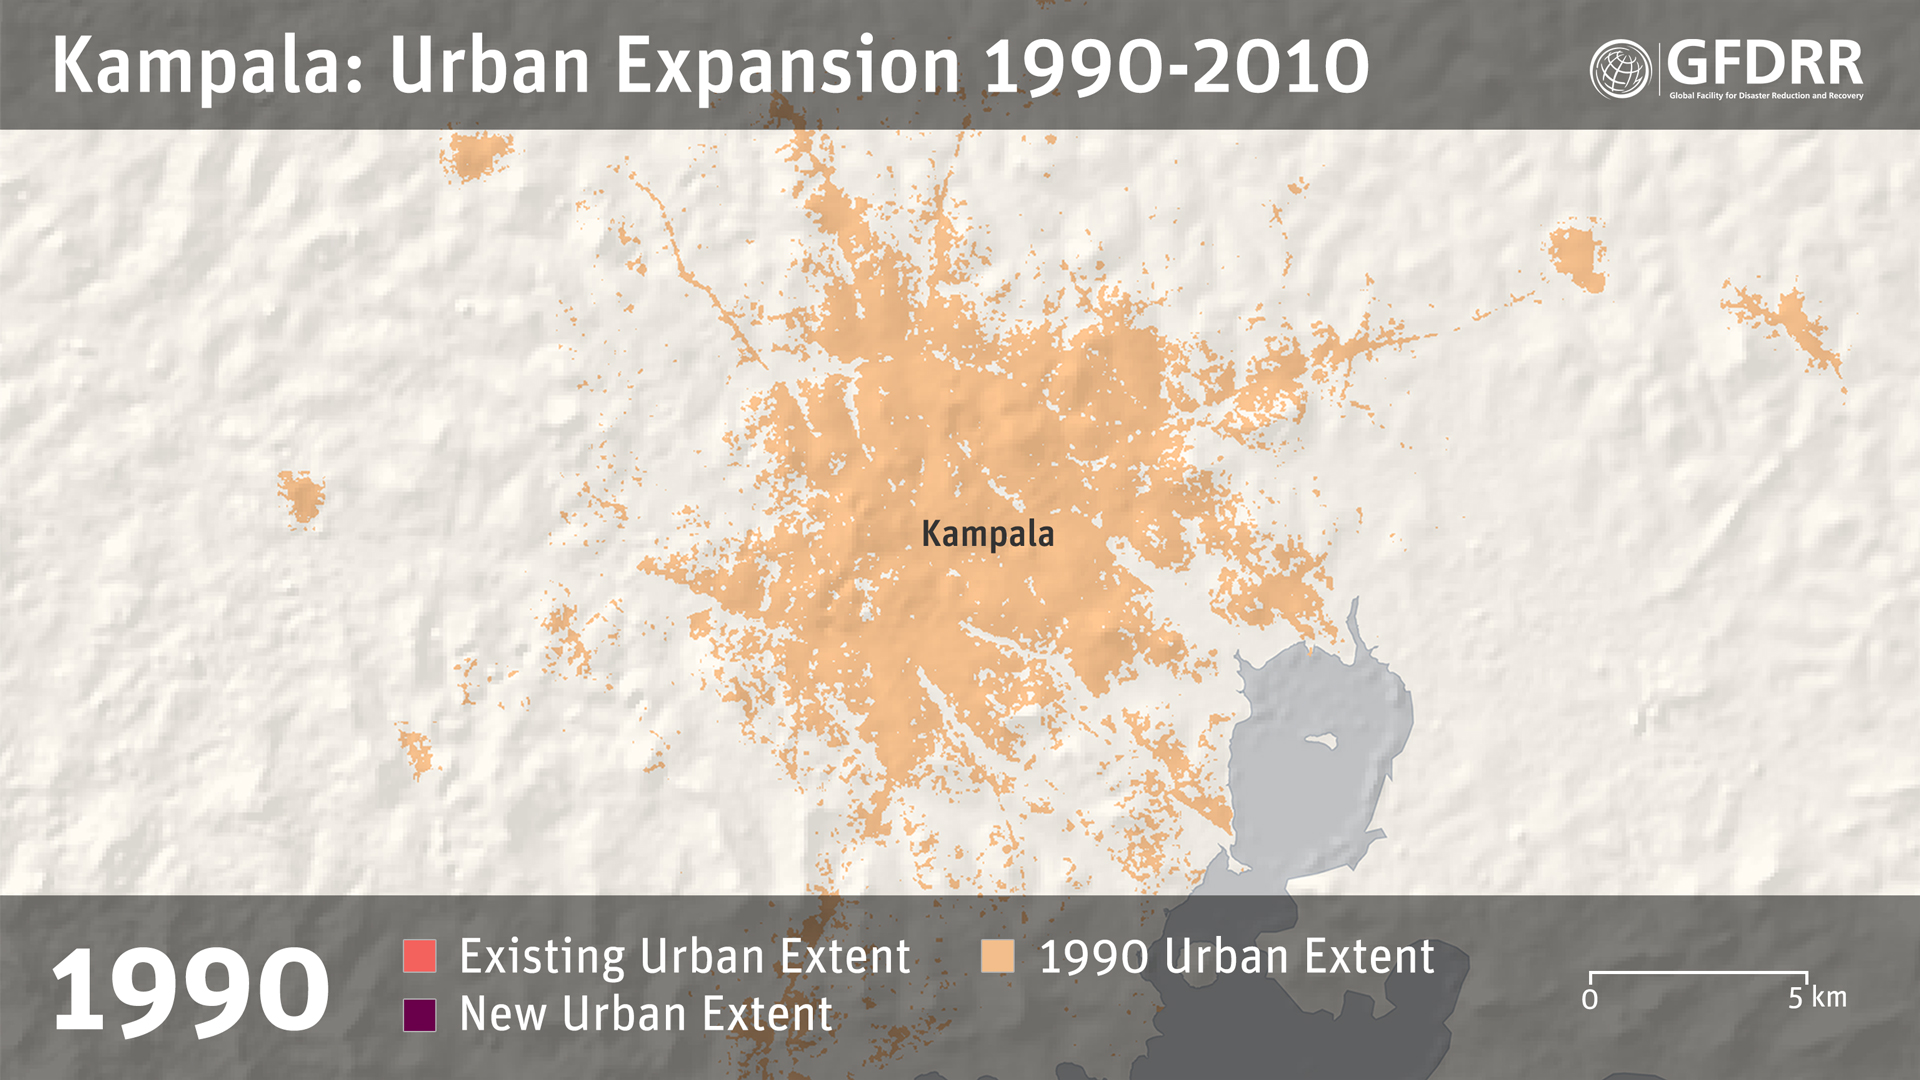 Kampala: Urban Expansion 1990-2010
GFDRR
Global Facility for Disaster Reduction and Recovery
Kampala
1990
Existing Urban Extent
1990 Urban Extent
New Urban Extent
0
5 km